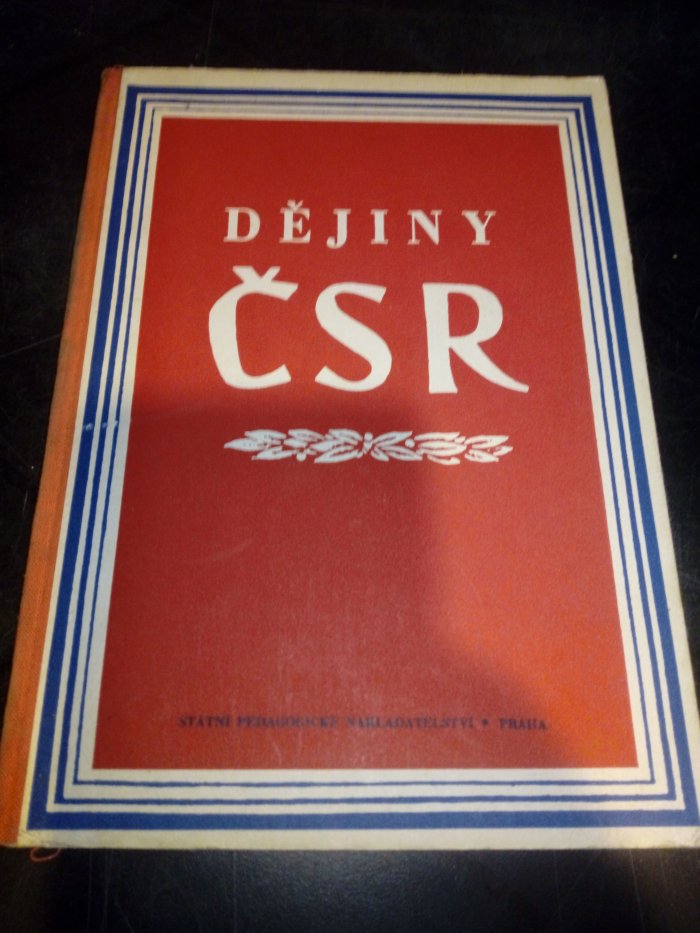 DĚJINY
ČSR
STÁTNÍ PEDAGOGICKÉ NAKLADATELSTVÍ * PRAHA